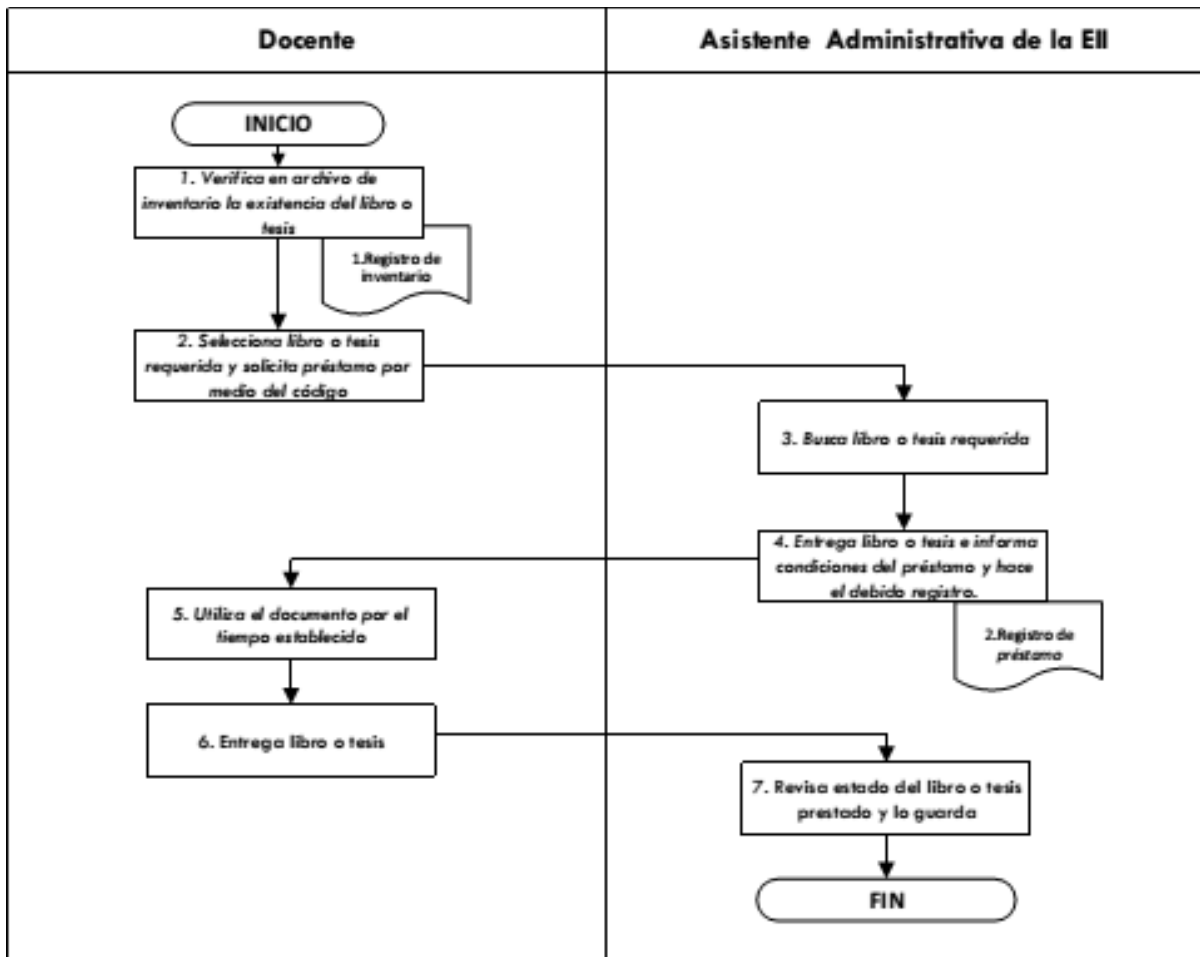 Docente
Asistente Administrativa de la EII
INICIO
1. Verifica en archivo de
inventario la existencia del libro o
tesis
1.Registro de
inventario
2. Selecciona libro o tesis
requerida y solicita préstamo por
medio del código
3. Busca libro o tesis requerida
4. Entrega libro o tesis e informa
condiciones del préstamo y hace
el debido registro.
2.Registro de
préstamo
5. Utiliza el documento por el
tiempo establecido
6. Entrega libro o tesis
7. Revisa estado del libro o tesis
prestado y lo guarda
FIN